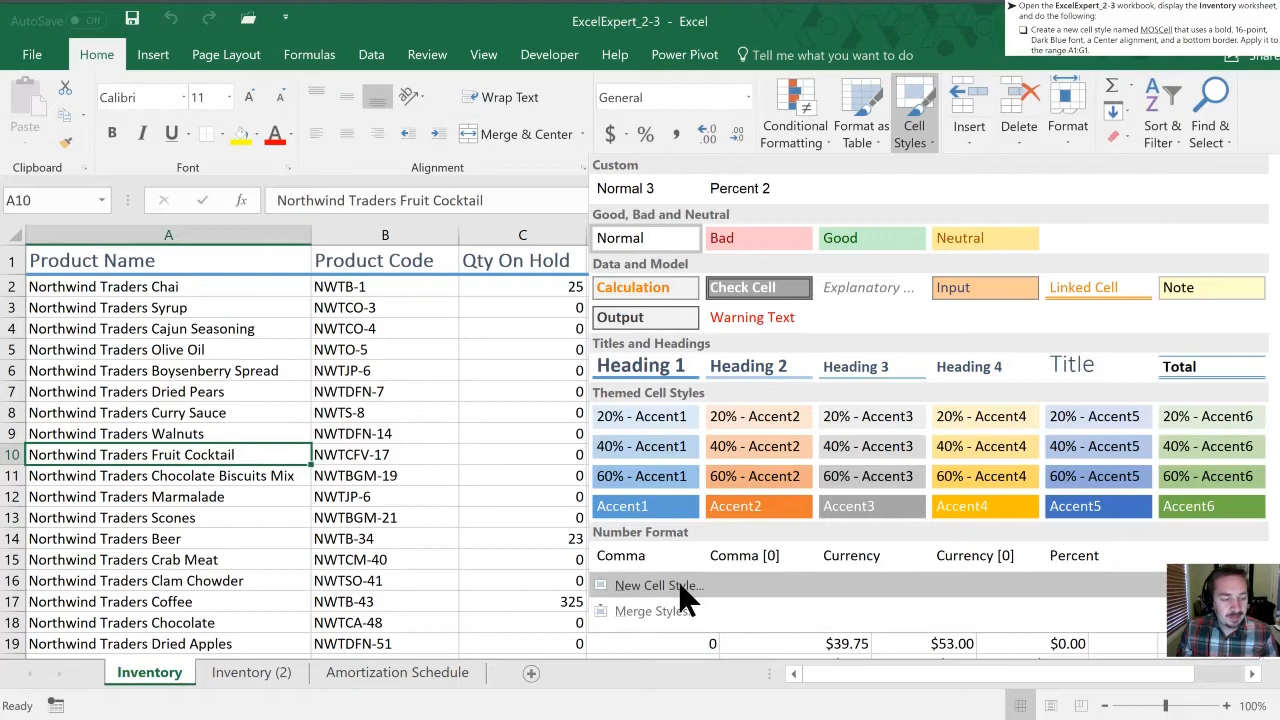 AutoSave Off
ExcelExpert_2-3 - Excel
Open the ExcelExpert_2-3 workbook, display the Inventory worksheet,
and do the following:
Create a new cell style named MOSCell that uses a bold, 16-point,
Dark Blue font, a Center alignment, and a bottom border. Apply it to
the range A1:G1.
File Home Insert Draw Page Layout Formulas Data Review View Developer Help Power Pivot Tell me what you want to do Share
Paste
Clipboard
Calibri 11
B I U
Font
Wrap Text
Merge & Center
Alignment
General
$ % ,
Conditional Formatting
Format as Table
Cell Styles
Insert
Delete
Format
Sort & Filter
Find & Select
A10
fx
Northwind Traders Fruit Cocktail
A B C
1 Product Name Product Code Qty On Hold
2 Northwind Traders Chai NWTB-1 25
3 Northwind Traders Syrup NWTCO-3 0
4 Northwind Traders Cajun Seasoning NWTCO-4 0
5 Northwind Traders Olive Oil NWTO-5 0
6 Northwind Traders Boysenberry Spread NWTJP-6 0
7 Northwind Traders Dried Pears NWTDFN-7 0
8 Northwind Traders Curry Sauce NWTS-8 0
9 Northwind Traders Walnuts NWTDFN-14 0
10 Northwind Traders Fruit Cocktail NWTCFV-17 0
11 Northwind Traders Chocolate Biscuits Mix NWTBGM-19 0
12 Northwind Traders Marmalade NWTJP-6 0
13 Northwind Traders Scones NWTBGM-21 0
14 Northwind Traders Beer NWTB-34 23
15 Northwind Traders Crab Meat NWTCM-40 0
16 Northwind Traders Clam Chowder NWTSO-41 0
17 Northwind Traders Coffee NWTB-43 325
18 Northwind Traders Chocolate NWTCA-48 0
19 Northwind Traders Dried Apples NWTDFN-51 0 0 $39.75 $53.00 $0.00
Custom
Normal 3 Percent 2
Good, Bad and Neutral
Normal Bad Good Neutral
Data and Model
Calculation Check Cell Explanatory ... Input Linked Cell Note
Output Warning Text
Titles and Headings
Heading 1 Heading 2 Heading 3 Heading 4 Title Total
Themed Cell Styles
20% - Accent1 20% - Accent2 20% - Accent3 20% - Accent4 20% - Accent5 20% - Accent6
40% - Accent1 40% - Accent2 40% - Accent3 40% - Accent4 40% - Accent5 40% - Accent6
60% - Accent1 60% - Accent2 60% - Accent3 60% - Accent4 60% - Accent5 60% - Accent6
Accent1 Accent2 Accent3 Accent4 Accent5 Accent6
Number Format
Comma Comma [0] Currency Currency [0] Percent
New Cell Style...
Merge Styles...
Inventory Inventory (2) Amortization Schedule
Ready
100%